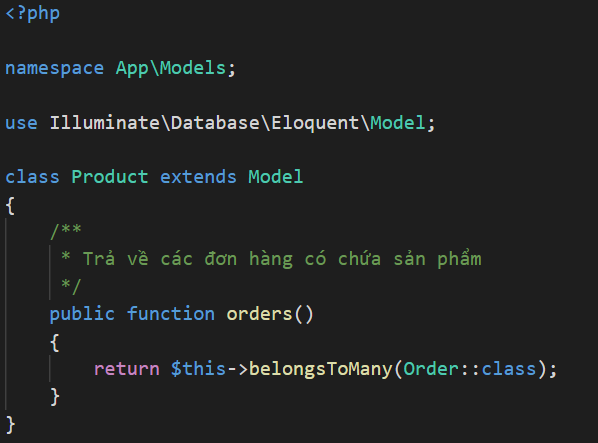 <?php
namespace App\Models;
use Illuminate\Database\Eloquent\Model;
class Product extends Model
{
/**
* Trả về các đơn hàng có chứa sản phẩm
*/
public function orders()
{
return $this->belongsToMany(Order::class);
}
}